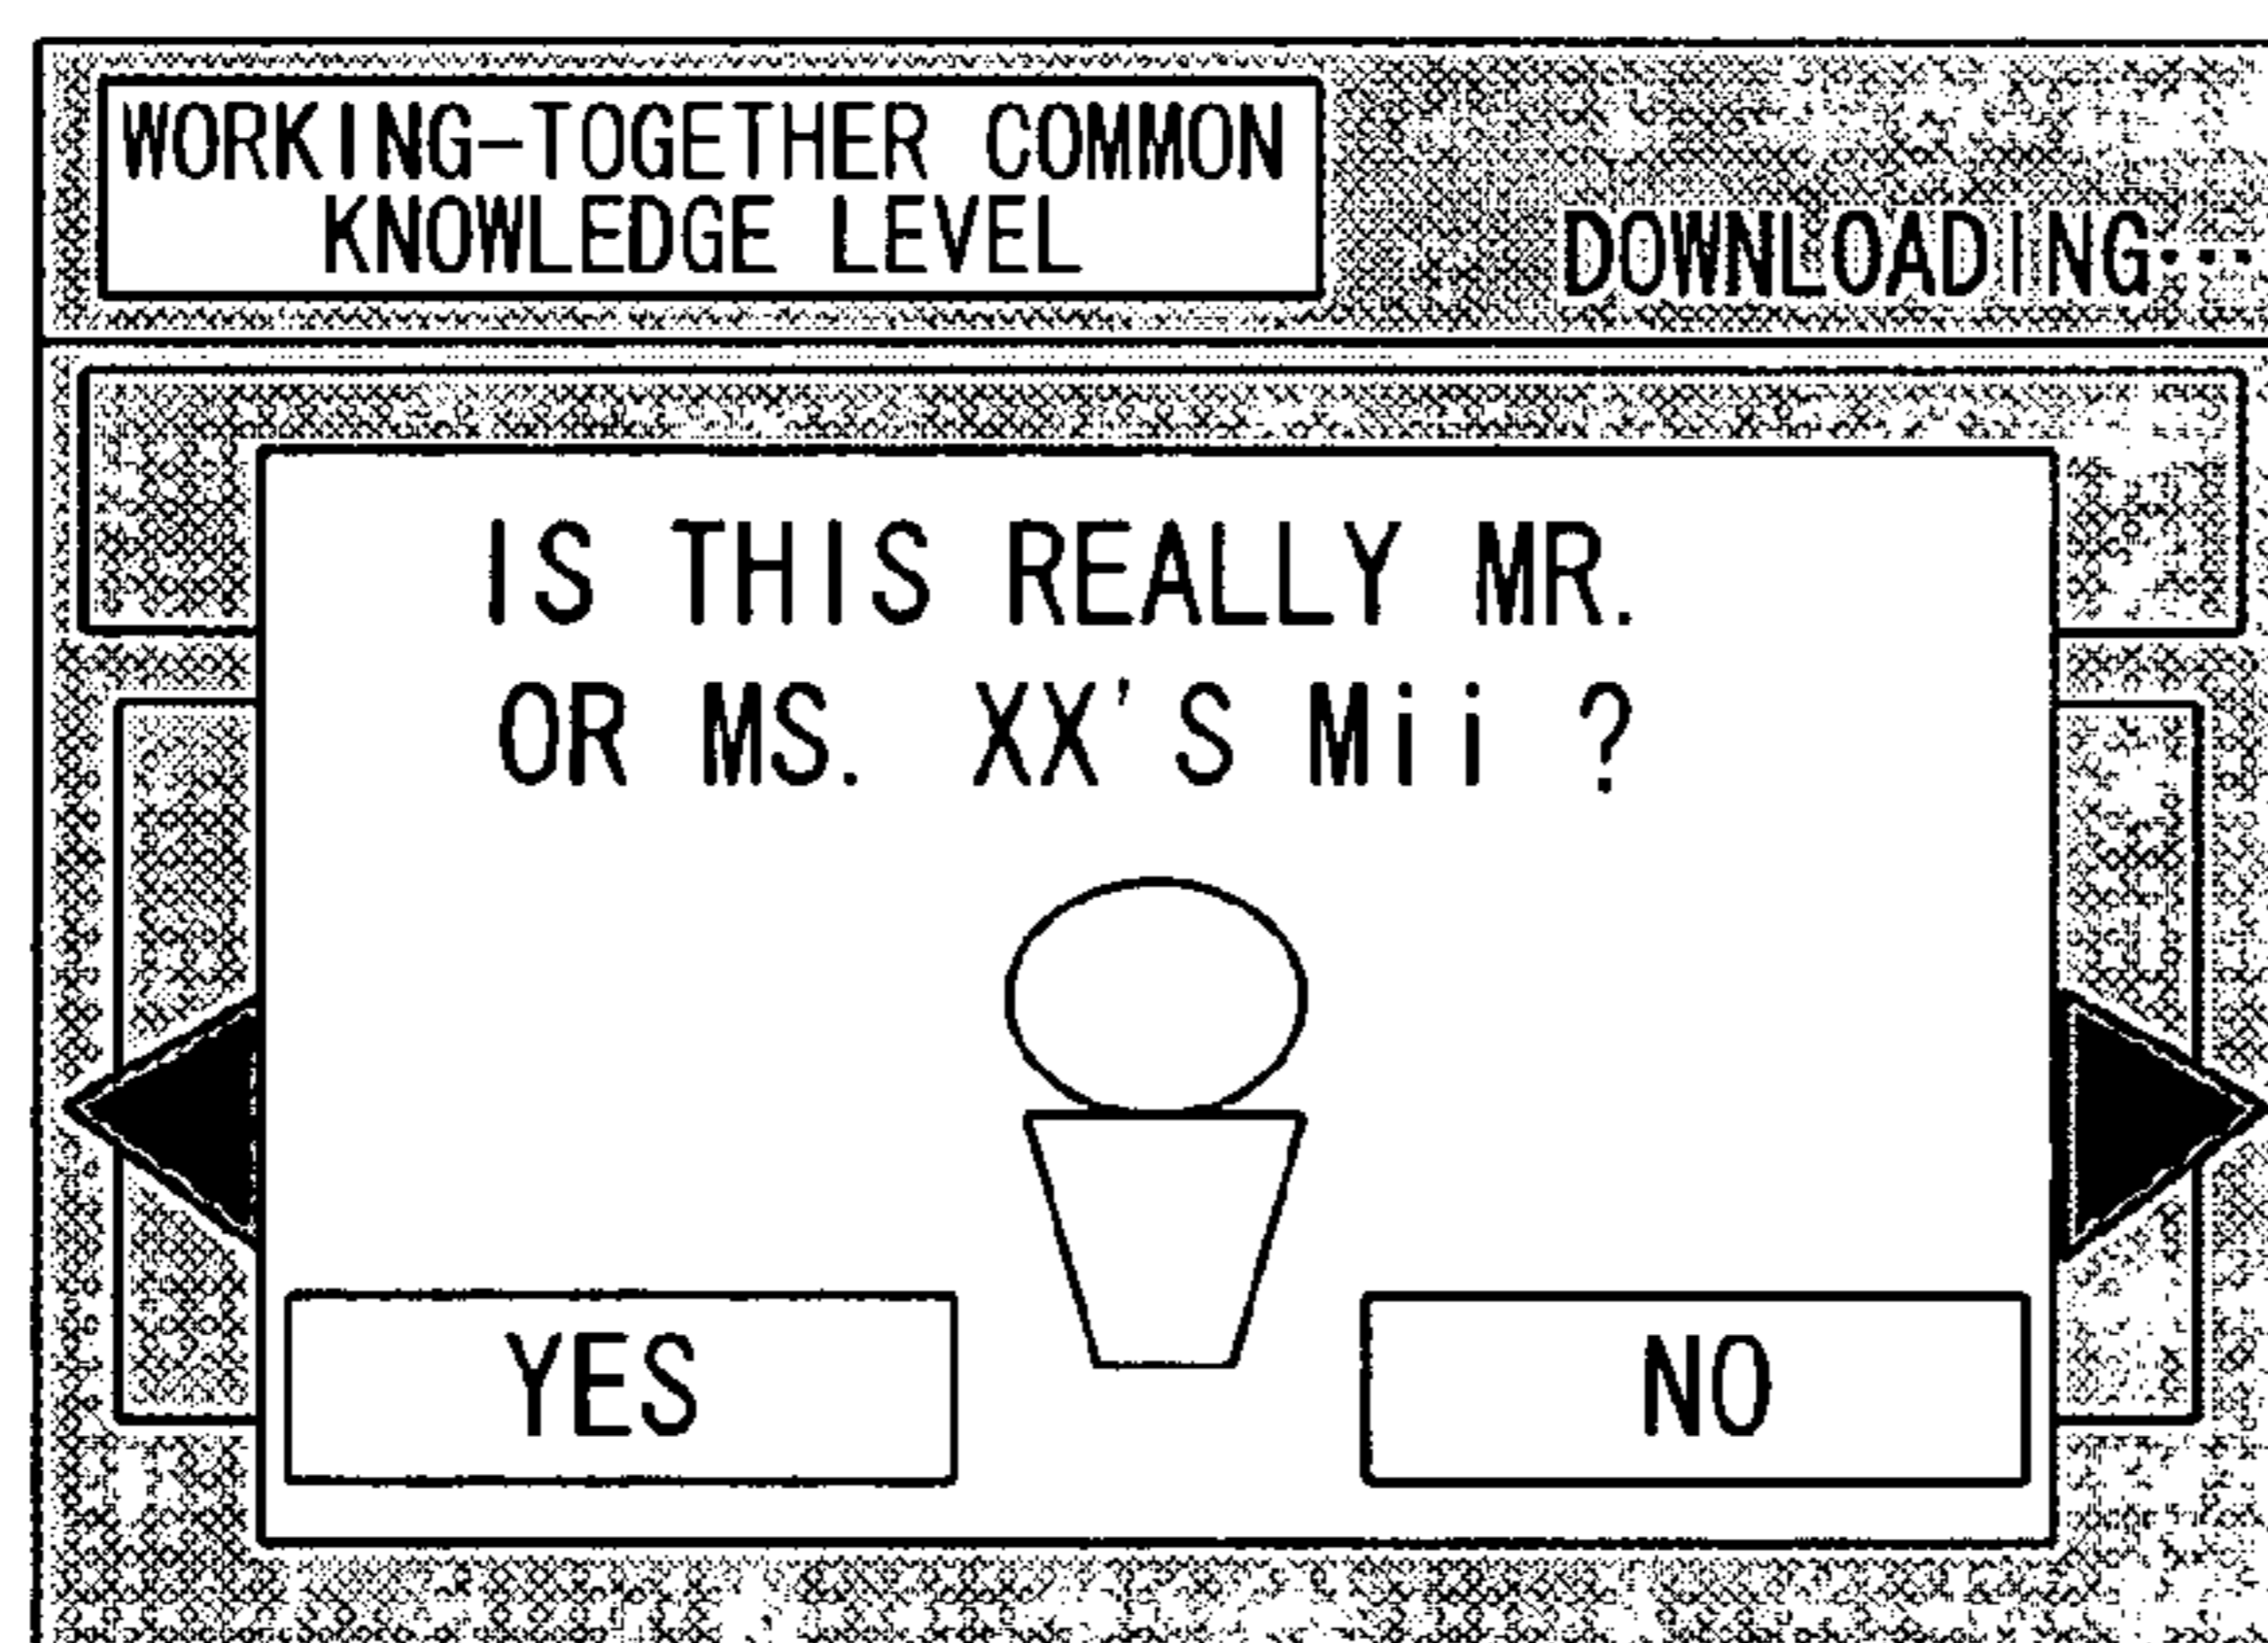 WORKING-TOGETHER COMMON
KNOWLEDGE LEVEL
DOWNLOADING···
IS THIS REALLY MR.
OR MS. XX'S Mii ?
YES
NO